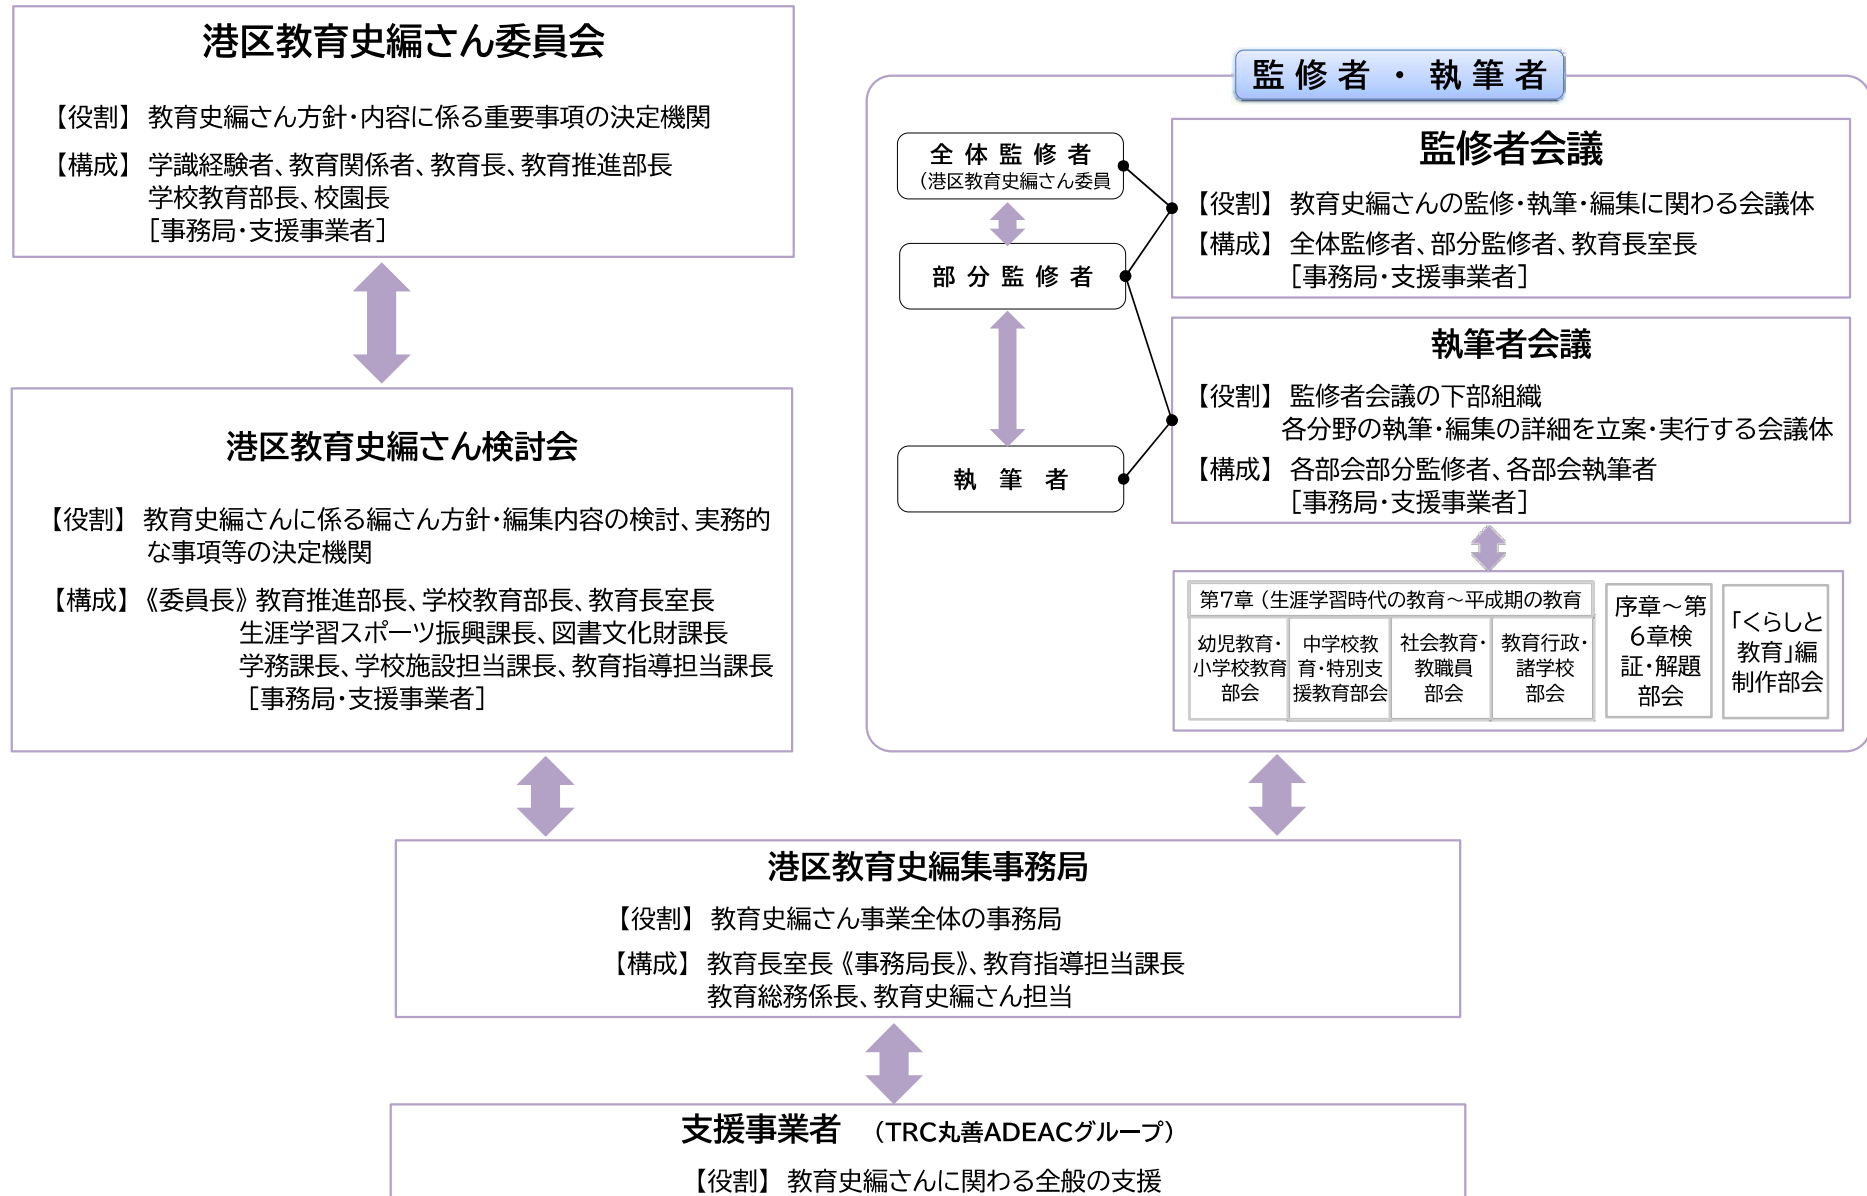 港区教育史編さん委員会
【役割】 教育史編さん方針・内容に係る重要事項の決定機関
【構成】 学識経験者、教育関係者、教育長、教育推進部長
学校教育部長、校園長
［事務局・支援事業者］
港区教育史編さん検討会
【役割】 教育史編さんに係る編さん方針・編集内容の検討、実務的
な事項等の決定機関
【構成】《委員長》教育推進部長、学校教育部長、教育長室長
生涯学習スポーツ振興課長、図書文化財課長
学務課長、学校施設担当課長、教育指導担当課長
［事務局・支援事業者］
監修者・執筆者
全体監修者
（港区教育史編さん委員
部分監修者
執筆者
監修者会議
【役割】 教育史編さんの監修・執筆・編集に関わる会議体
【構成】 全体監修者、部分監修者、教育長室長
［事務局・支援事業者］
執筆者会議
【役割】 監修者会議の下部組織
各分野の執筆・編集の詳細を立案・実行する会議体
【構成】 各部会部分監修者、各部会執筆者
［事務局・支援事業者］
第7章（生涯学習時代の教育～平成期の教育
幼児教育・
小学校教育
部会
中学校教
育・特別支
援教育部会
社会教育・
教職員
部会
教育行政・
諸学校
部会
序章～第
6章検
証・解題
部会
「くらしと
教育」編
制作部会
港区教育史編集事務局
【役割】 教育史編さん事業全体の事務局
【構成】 教育長室長《事務局長》、教育指導担当課長
教育総務係長、教育史編さん担当
支援事業者 （TRC丸善ADEACグループ）
【役割】 教育史編さんに関わる全般の支援